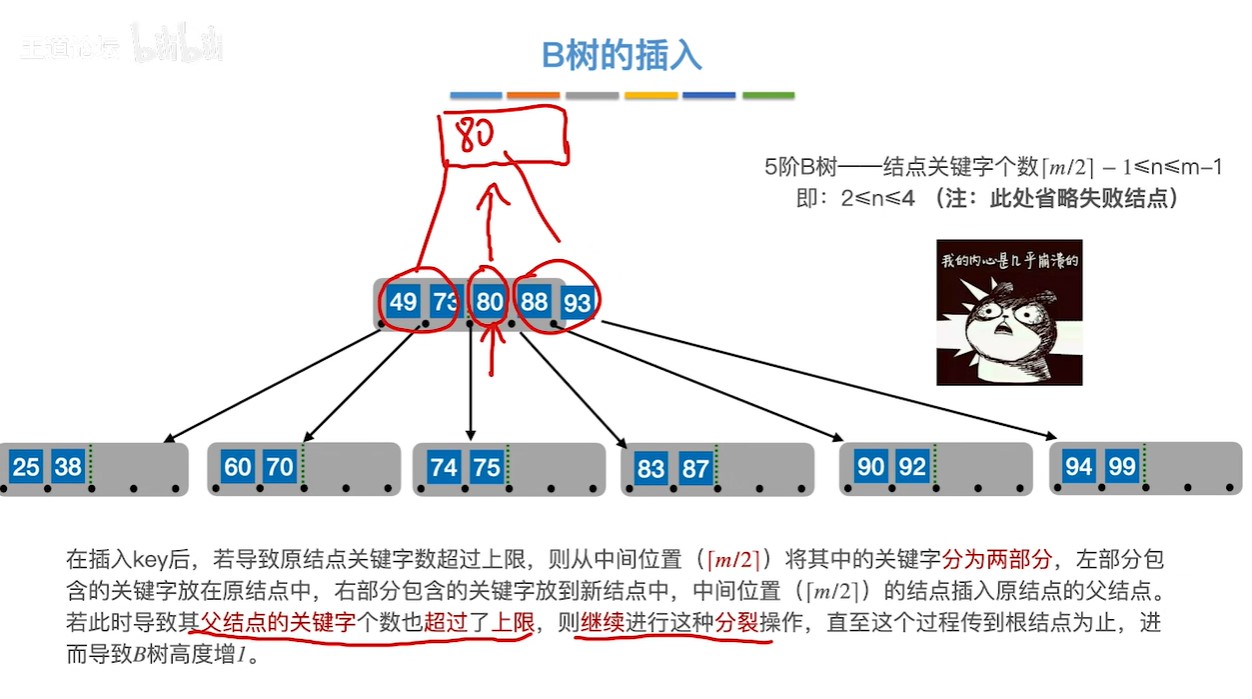 王道论坛 bilibili
B树的插入
80
5阶B树——结点关键字个数⌈m/2⌉ − 1≤n≤m−1
即：2≤n≤4 （注：此处省略失败结点）
我的内心是几乎崩溃的
49 73 80 88 93
25 38 60 70 74 75 83 87 90 92 94 99
在插入key后，若导致原结点关键字数超过上限，则从中间位置（⌈m/2⌉）将其中的关键字分为两部分，左部分包
含的关键字放在原结点中，右部分包含的关键字放到新结点中，中间位置（⌈m/2⌉）的结点插入原结点的父结点。
若此时导致其父结点的关键字个数也超过了上限，则继续进行这种分裂操作，直至这个过程传到根结点为止，进
而导致B树高度增1。